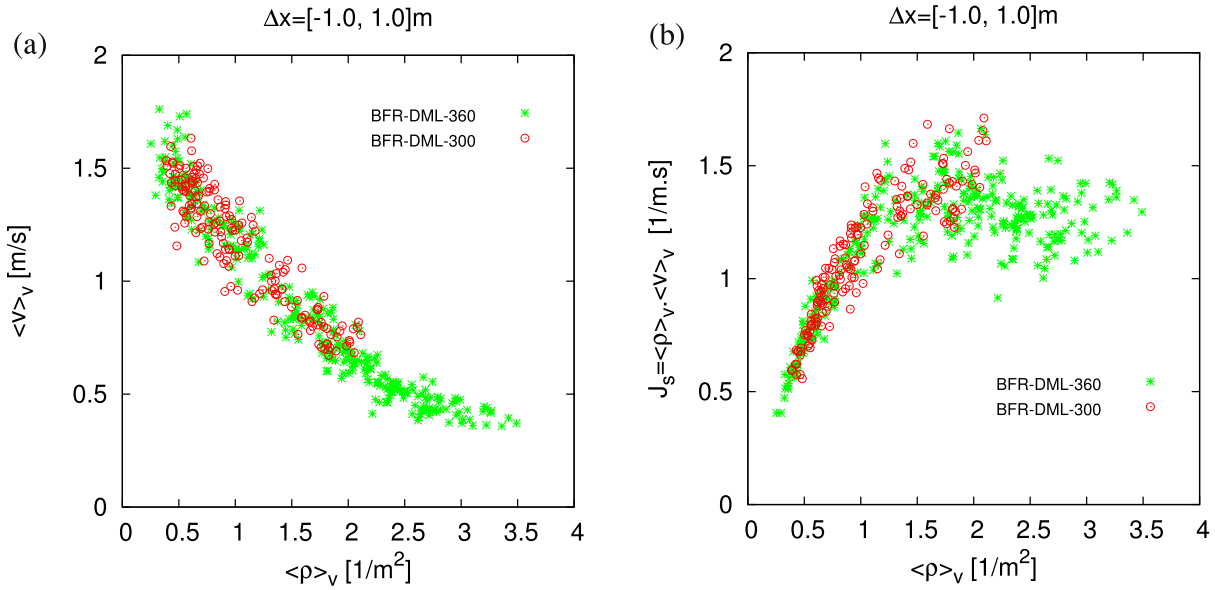 (a)
Δx=[-1.0, 1.0]m
<v>v [m/s]
2
1.5
1
0.5
0
BFR-DML-360
BFR-DML-300
0 0.5 1 1.5 2 2.5 3 3.5 4
<ρ>v [1/m²]
(b)
Δx=[-1.0, 1.0]m
Js=<ρ>v.<v>v [1/m.s]
2
1.5
1
0.5
0
BFR-DML-360
BFR-DML-300
0 0.5 1 1.5 2 2.5 3 3.5 4
<ρ>v [1/m²]